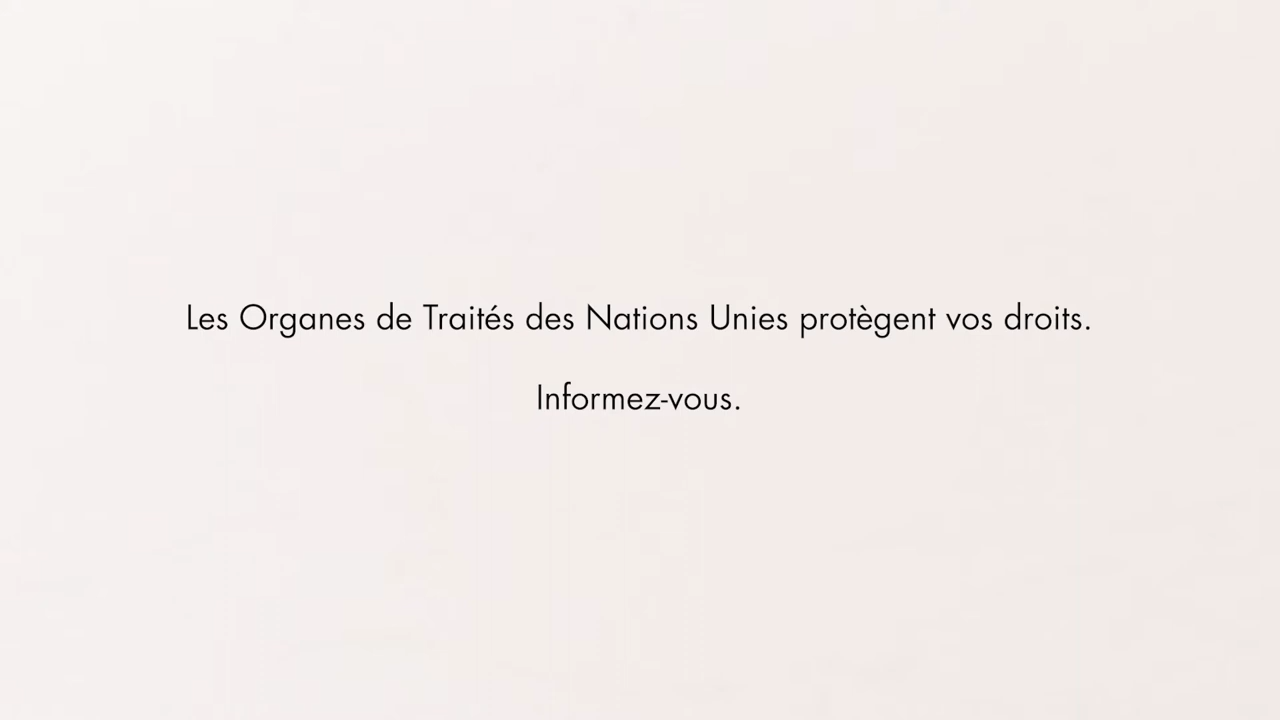 Les Organes de Traités des Nations Unies protègent vos droits.
Informez-vous.